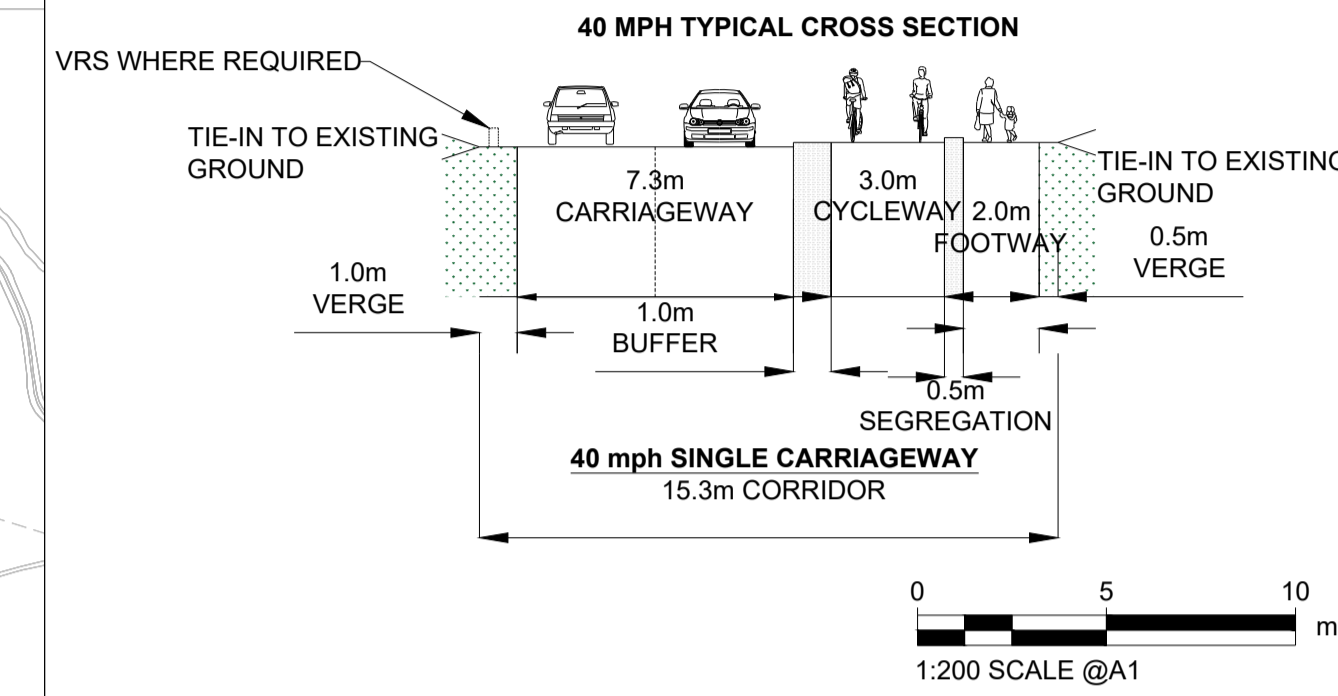 40 MPH TYPICAL CROSS SECTION
VRS WHERE REQUIRED
TIE-IN TO EXISTING
GROUND
7.3m
CARRIAGEWAY
3.0m
CYCLEWAY
2.0m
FOOTWAY
TIE-IN TO EXISTING
GROUND
0.5m
VERGE
1.0m
VERGE
1.0m
BUFFER
0.5m
SEGREGATION
40 mph SINGLE CARRIAGEWAY
15.3m CORRIDOR
0 5 10
m
1:200 SCALE @A1